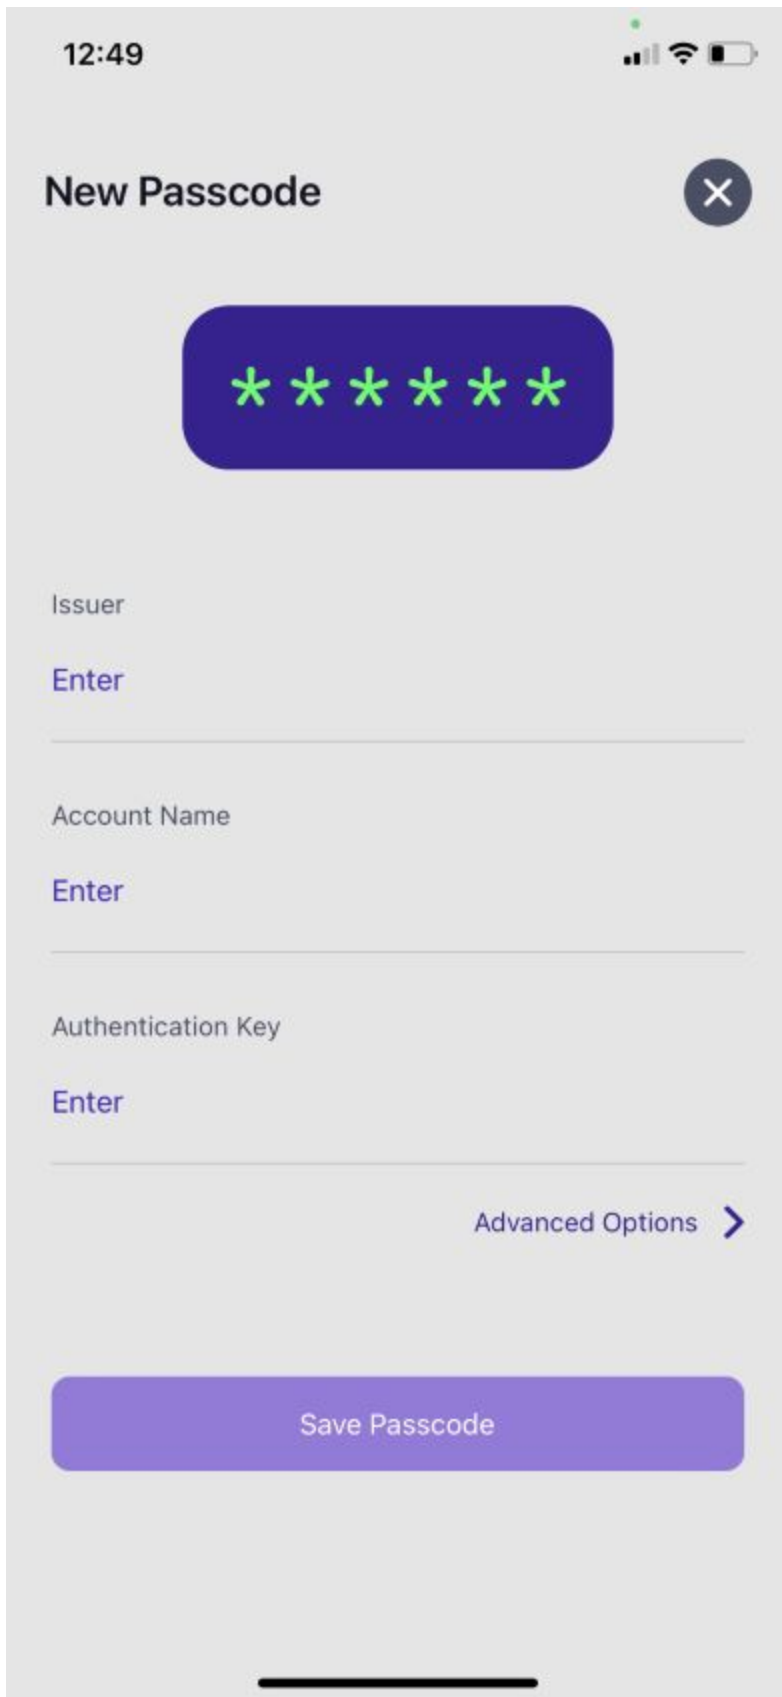 12:49
New Passcode
******
Issuer
Enter
Account Name
Enter
Authentication Key
Enter
Advanced Options
Save Passcode